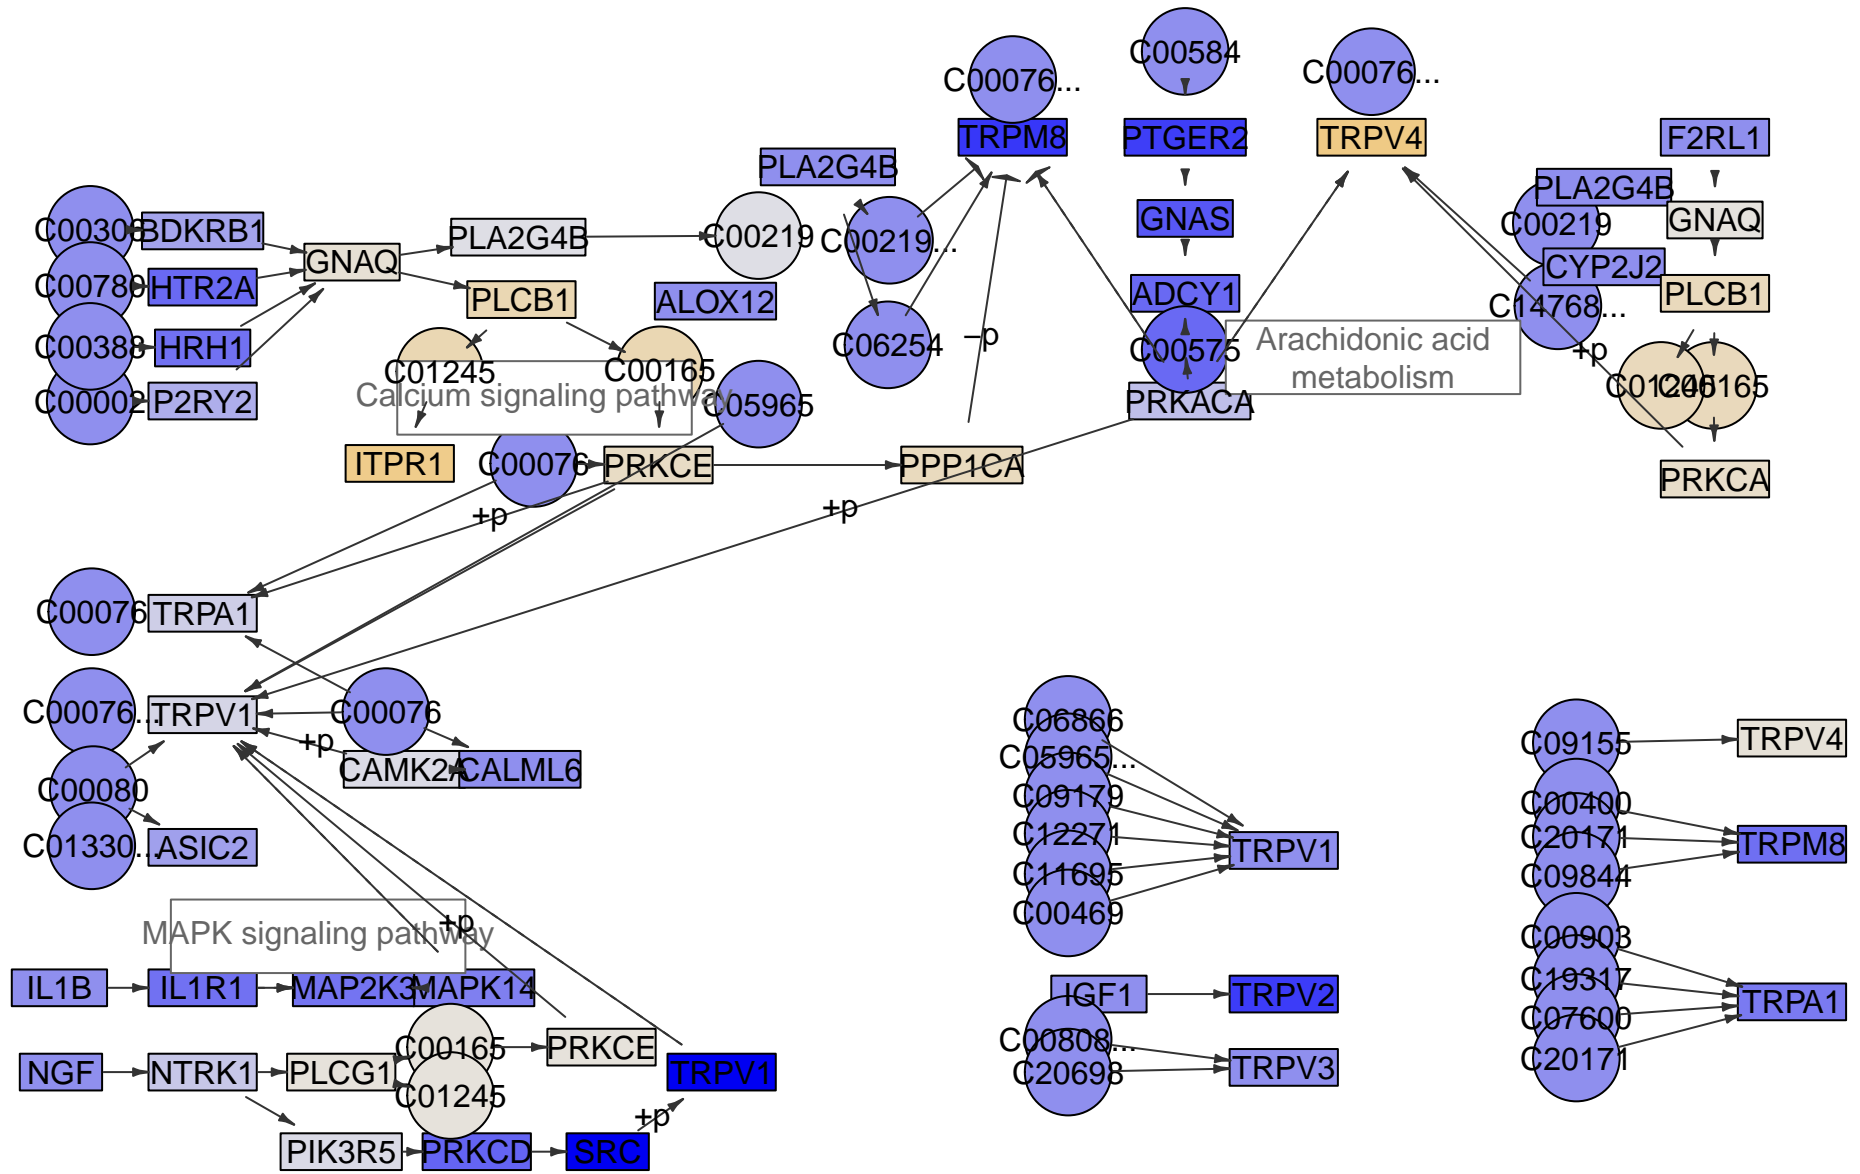 C00584
C00076...
C00076...
TRPM8
PTGER2
TRPV4
F2RL1
PLA2G4B
PLA2G4B
C00219
BDKRB1
PLA2G4B
C00219
C00219...
GNAS
GNAQ
GNAQ
CYP2J2
C00780
HTR2A
PLCB1
ALOX12
ADCY1
C14768...
PLCB1
C00388
HRH1
C01245
C00165
C06254
–p
C00575
Arachidonic acid
metabolism
+p
C00002
P2RY2
Calcium signaling pathway
C05965
PRKACA
C01245
C00165
ITPR1
C00076
PRKCE
PPP1CA
PRKCA
+p
+p
C00076
TRPA1
C00076...
TRPV1
C00076
+p
CAMK2A
CALML6
C00080
C01330...
ASIC2
C06866
C05965...
C09179
C12271
C11695
C00469
TRPV1
C09155
TRPV4
C00400
C20171
C09844
TRPM8
MAPK signaling pathway
+p
IL1B
IL1R1
MAP2K3
MAPK14
IGF1
TRPV2
C00903
C19317
C07600
C20171
TRPA1
C00808...
C20698
TRPV3
NGF
NTRK1
PLCG1
C00165
C01245
PRKCE
TRPV1
+p
PIK3R5
PRKCD
SRC